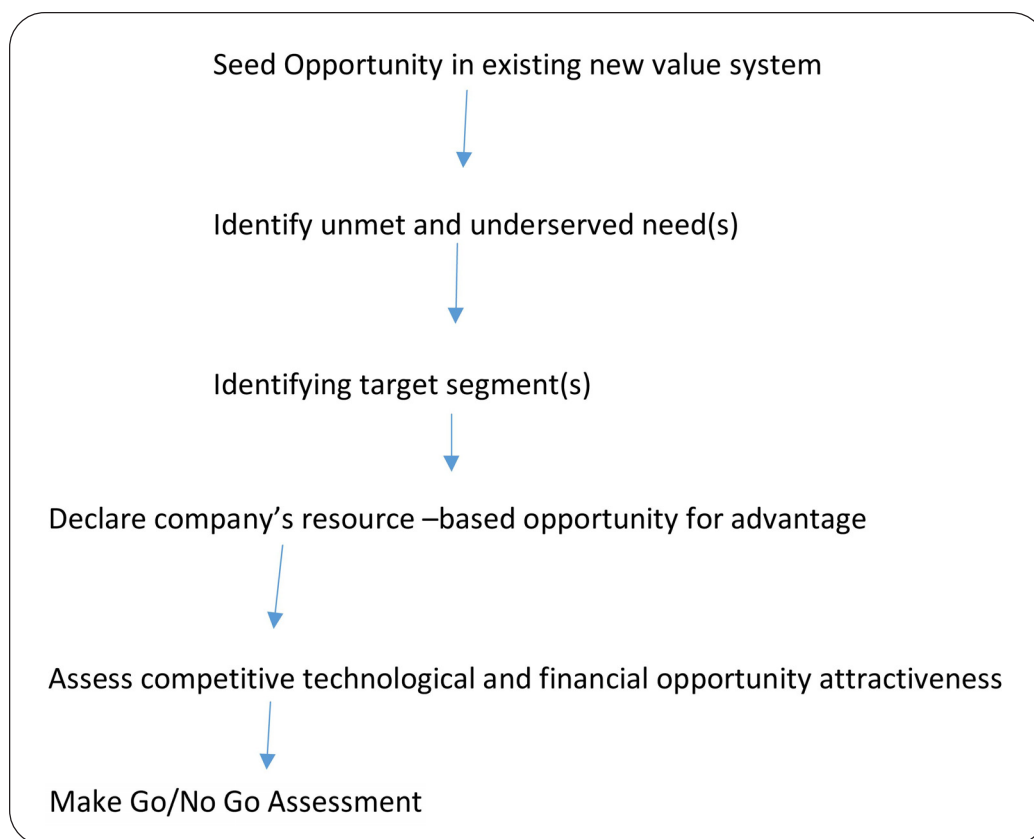 Seed Opportunity in existing new value system
Identify unmet and underserved need(s)
Identifying target segment(s)
Declare company’s resource –based opportunity for advantage
Assess competitive technological and financial opportunity attractiveness
Make Go/No Go Assessment